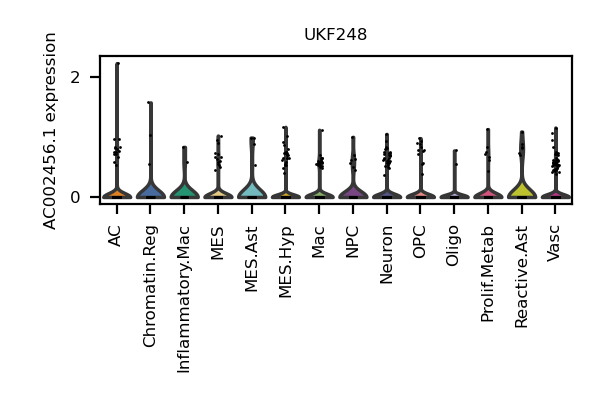 UKF248
AC002456.1 expression
2
0
AC
Chromatin.Reg
Inflammatory.Mac
MES
MES.Ast
MES.Hyp
Mac
NPC
Neuron
OPC
Oligo
Prolif.Metab
Reactive.Ast
Vasc